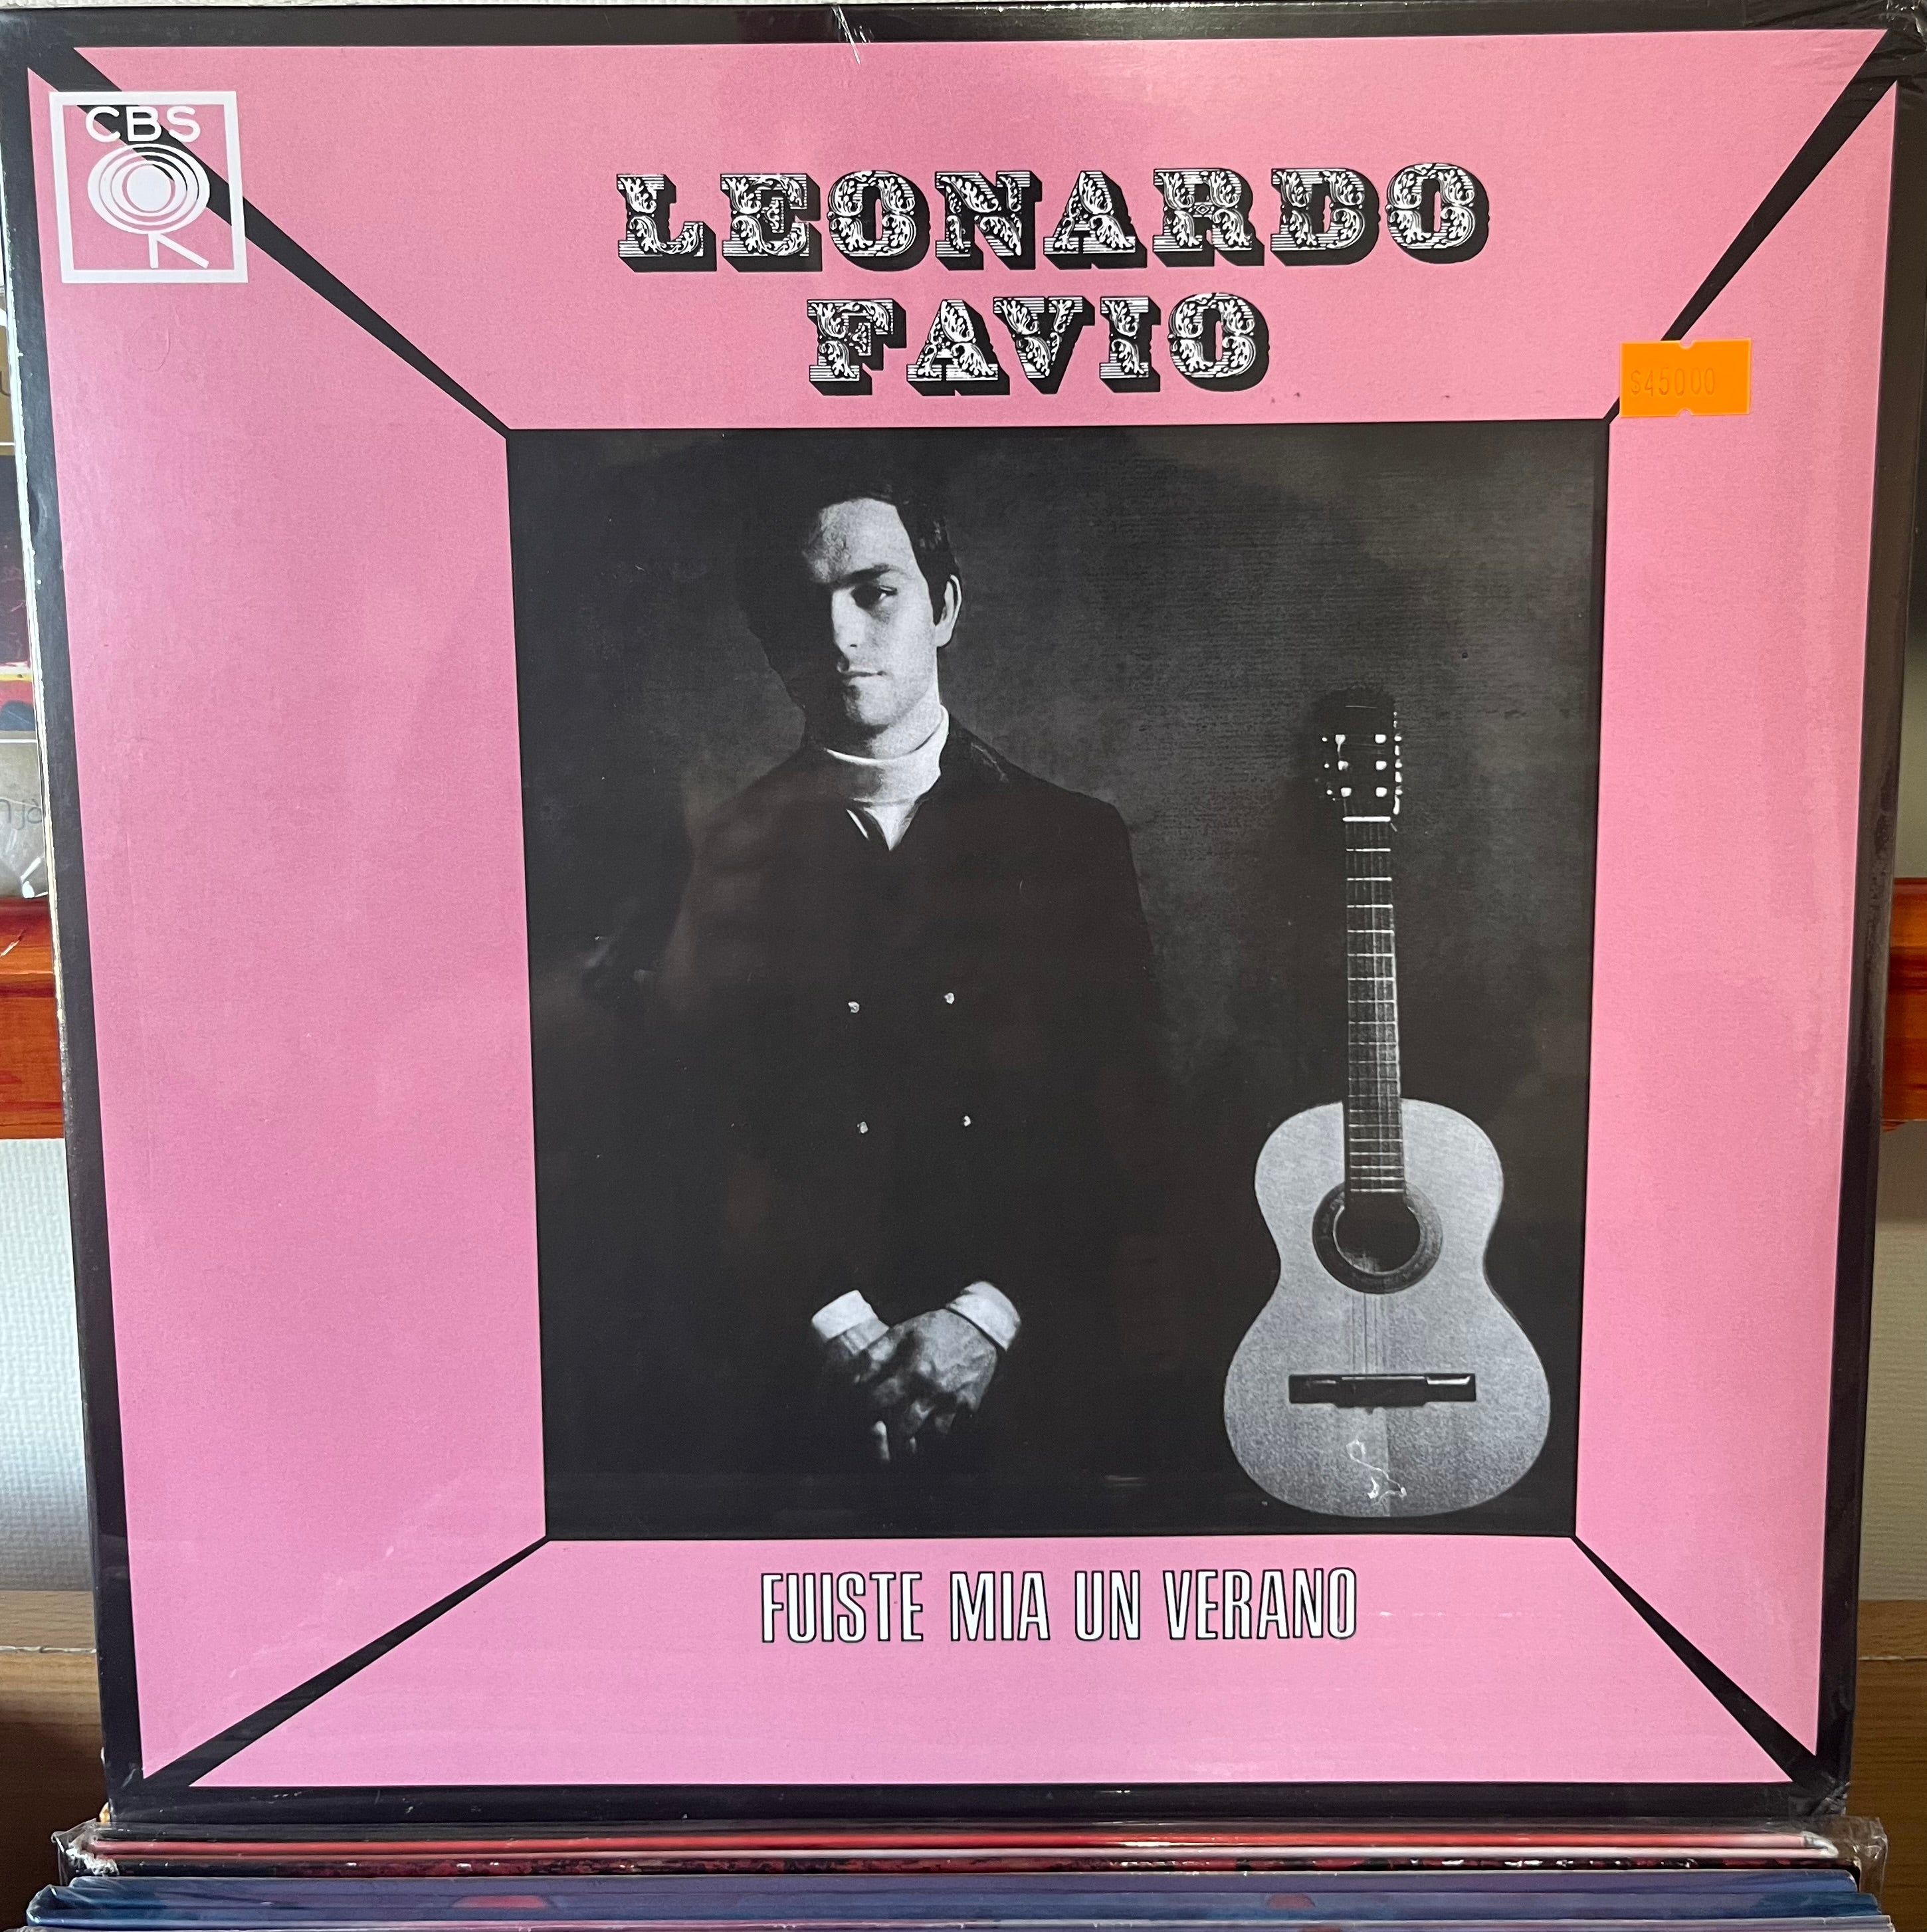 CBS
LEONARDO
FAVIO
$45000
FUISTE MIA UN VERANO